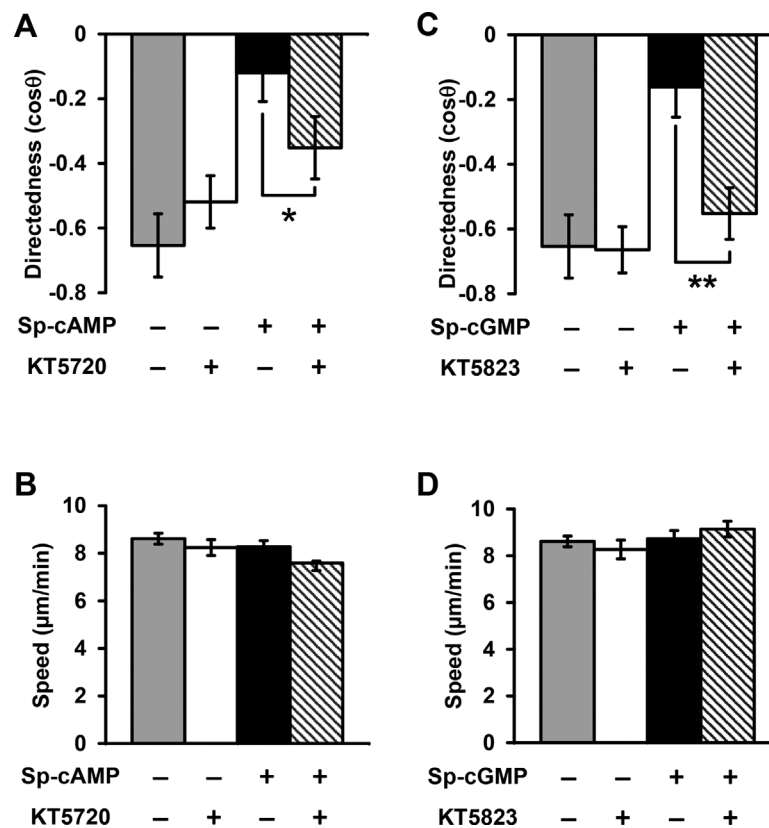 A
0
-0.2
-0.4
-0.6
-0.8
Directedness (cosθ)
*
Sp-cAMP – – + +
KT5720 – + – +
C
0
-0.2
-0.4
-0.6
-0.8
Directedness (cosθ)
**
Sp-cGMP – – + +
KT5823 – + – +
B
10
8
6
4
2
0
Speed (μm/min)
Sp-cAMP – – + +
KT5720 – + – +
D
10
8
6
4
2
0
Speed (μm/min)
Sp-cGMP – – + +
KT5823 – + – +